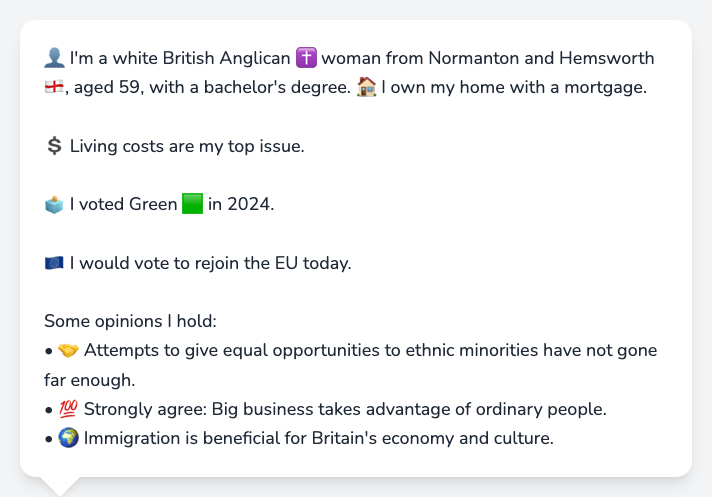 👤 I'm a white British Anglican ✝️ woman from Normanton and Hemsworth
🏴󠁧󠁢󠁥󠁮󠁧󠁿, aged 59, with a bachelor's degree. 🏠 I own my home with a mortgage.
💲 Living costs are my top issue.
🗳️ I voted Green 🟩 in 2024.
🇪🇺 I would vote to rejoin the EU today.
Some opinions I hold:
• 🤝 Attempts to give equal opportunities to ethnic minorities have not gone
far enough.
• 💯 Strongly agree: Big business takes advantage of ordinary people.
• 🌍 Immigration is beneficial for Britain's economy and culture.